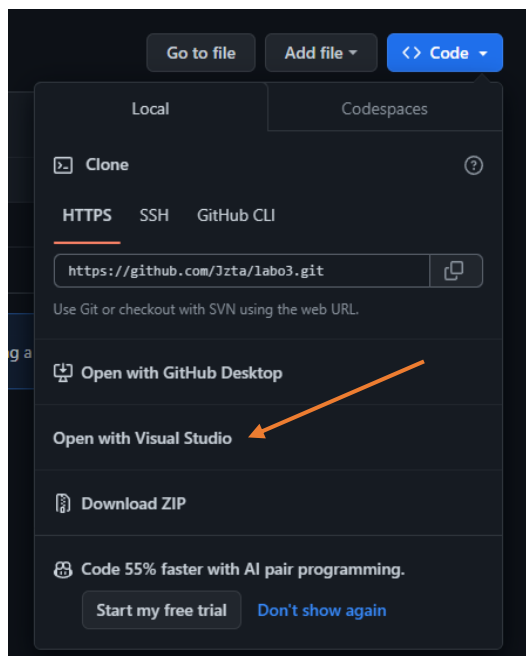 Go to file Add file <> Code
Local Codespaces
Clone ?
HTTPS SSH GitHub CLI
https://github.com/Jzta/labo3.git
Use Git or checkout with SVN using the web URL.
g a
Open with GitHub Desktop
Open with Visual Studio
Download ZIP
Code 55% faster with AI pair programming.
Start my free trial Don't show again